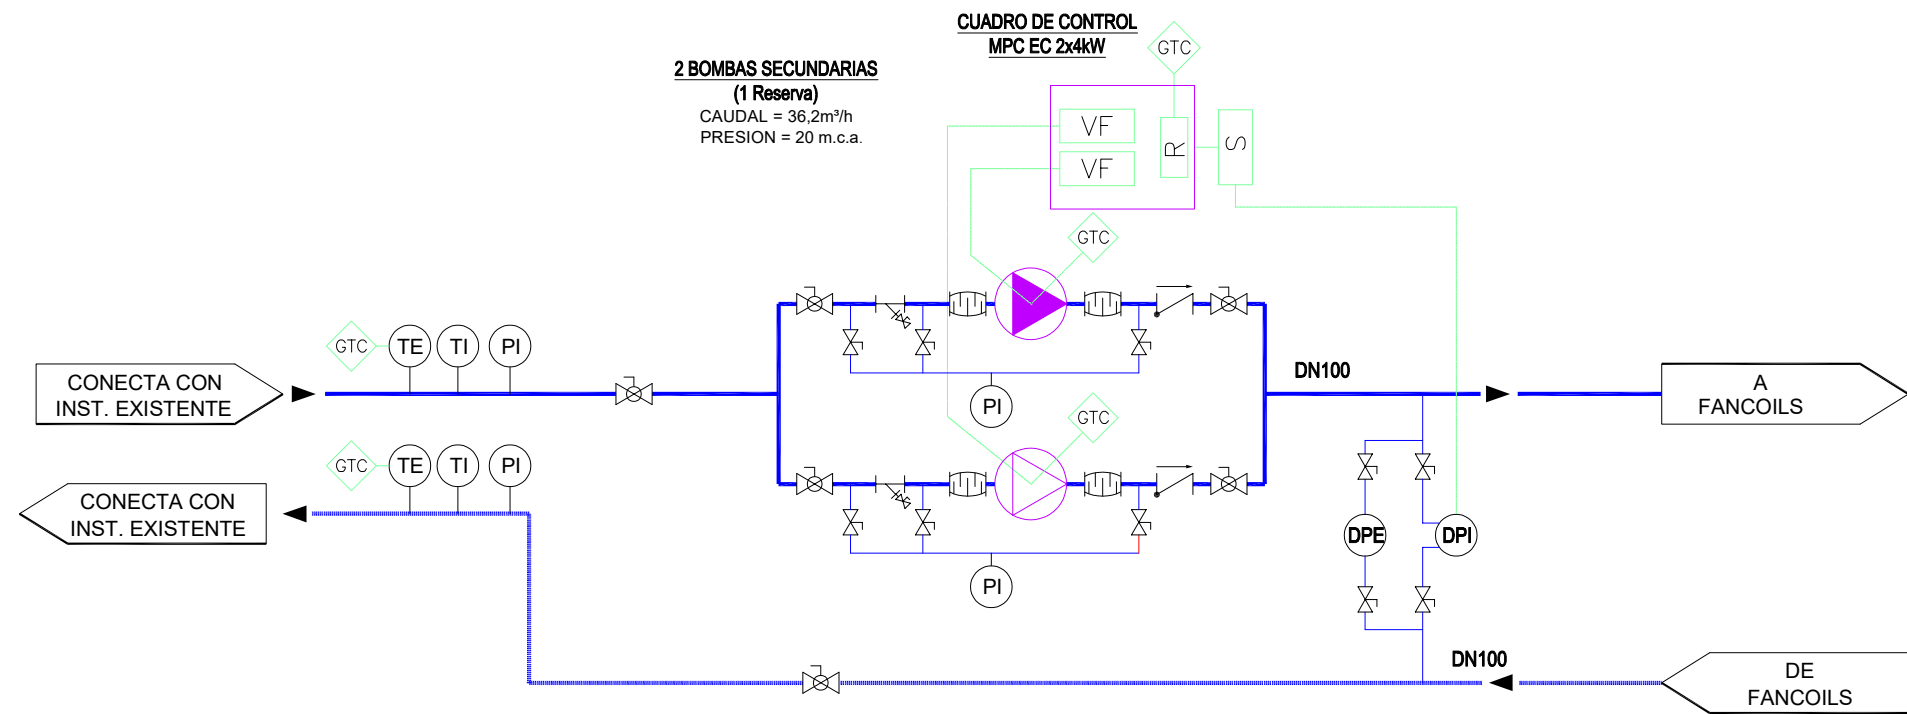 CUADRO DE CONTROL
MPC EC 2x4kW
GTC
2 BOMBAS SECUNDARIAS
(1 Reserva)
CAUDAL = 36,2m³/h
PRESION = 20 m.c.a.
VF
VF
R
S
GTC
GTC
TE
TI
PI
CONECTA CON
INST. EXISTENTE
DN100
A
FANCOILS
PI
GTC
GTC
TE
TI
PI
CONECTA CON
INST. EXISTENTE
DPE
DPI
PI
DN100
DE
FANCOILS